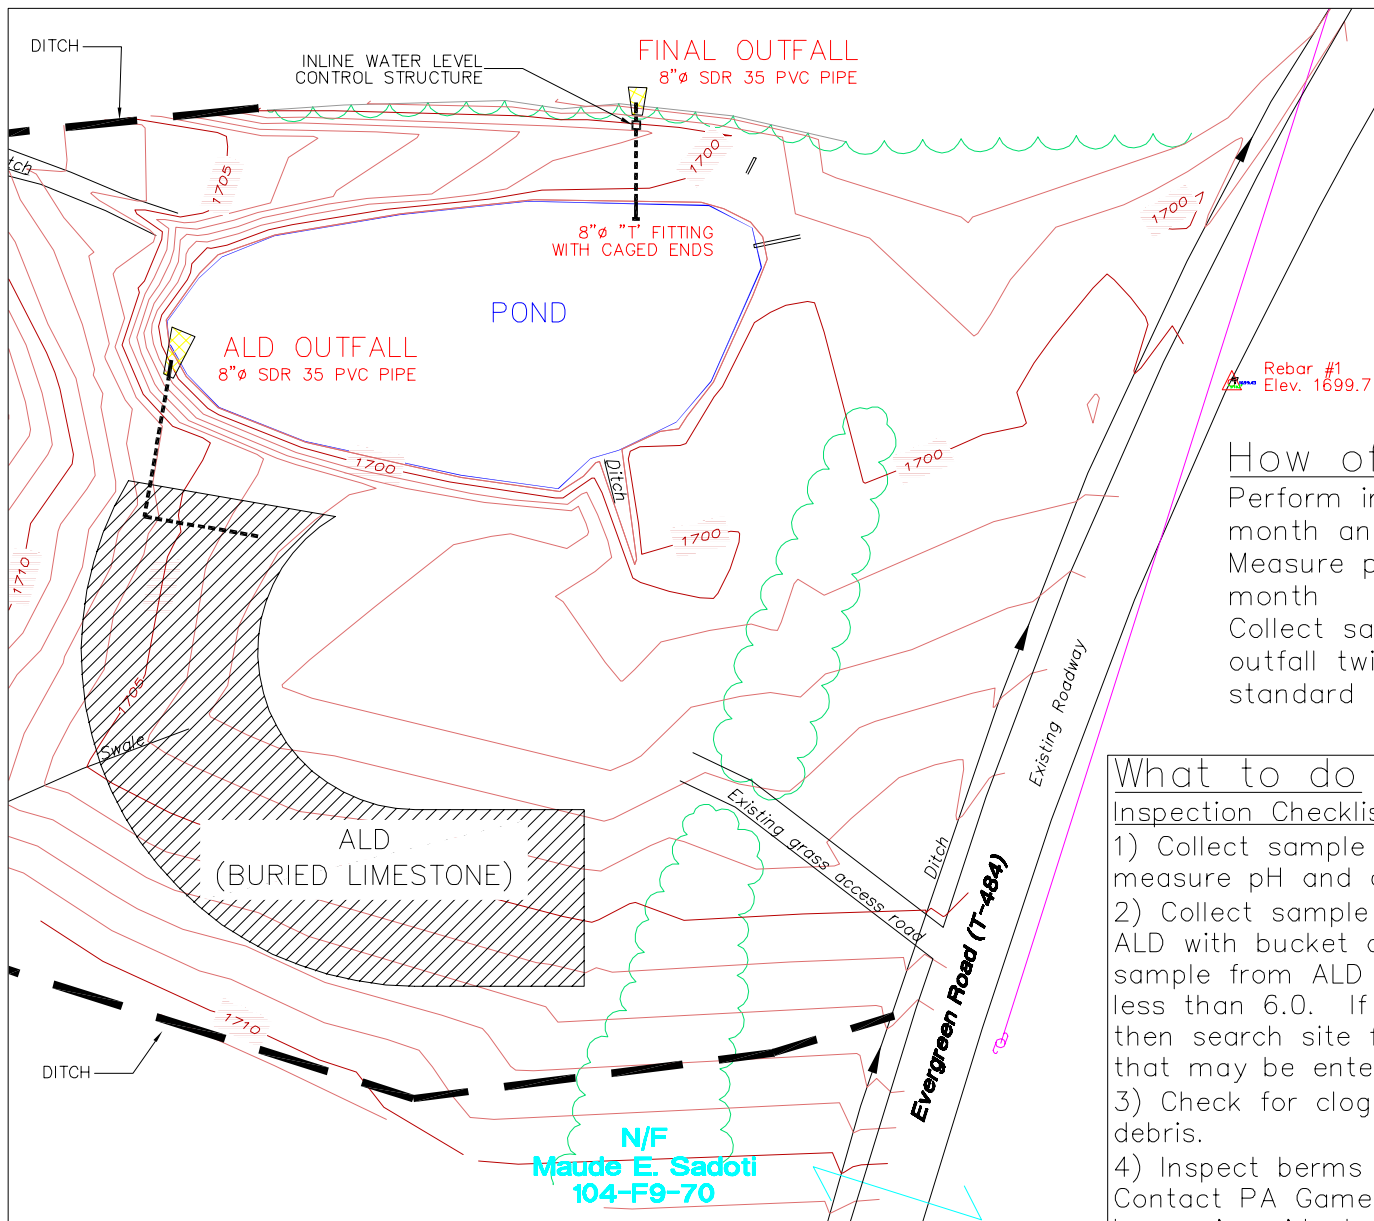 DITCH
INLINE WATER LEVEL
CONTROL STRUCTURE
FINAL OUTFALL
8"ø SDR 35 PVC PIPE
tch
1705
1700
1700.7
8"ø "T' FITTING
WITH CAGED ENDS
POND
ALD OUTFALL
8"ø SDR 35 PVC PIPE
Rebar #1
Elev. 1699.7
1700
Ditch
1700
1700
1710
How of
Perform in
month an
Measure p
month
Collect sa
outfall twi
standard
1705
Swale
Existing Roadway
Existing grass access road
Ditch
ALD
(BURIED LIMESTONE)
Evergreen Road (T-484)
1710
DITCH
N/F
Maude E. Sadoti
104-F9-70
What to do
Inspection Checklis
1) Collect sample
measure pH and
2) Collect sample
ALD with bucket
sample from ALD
less than 6.0. If
then search site f
that may be ente
3) Check for clog
debris.
4) Inspect berms
Contact PA Game